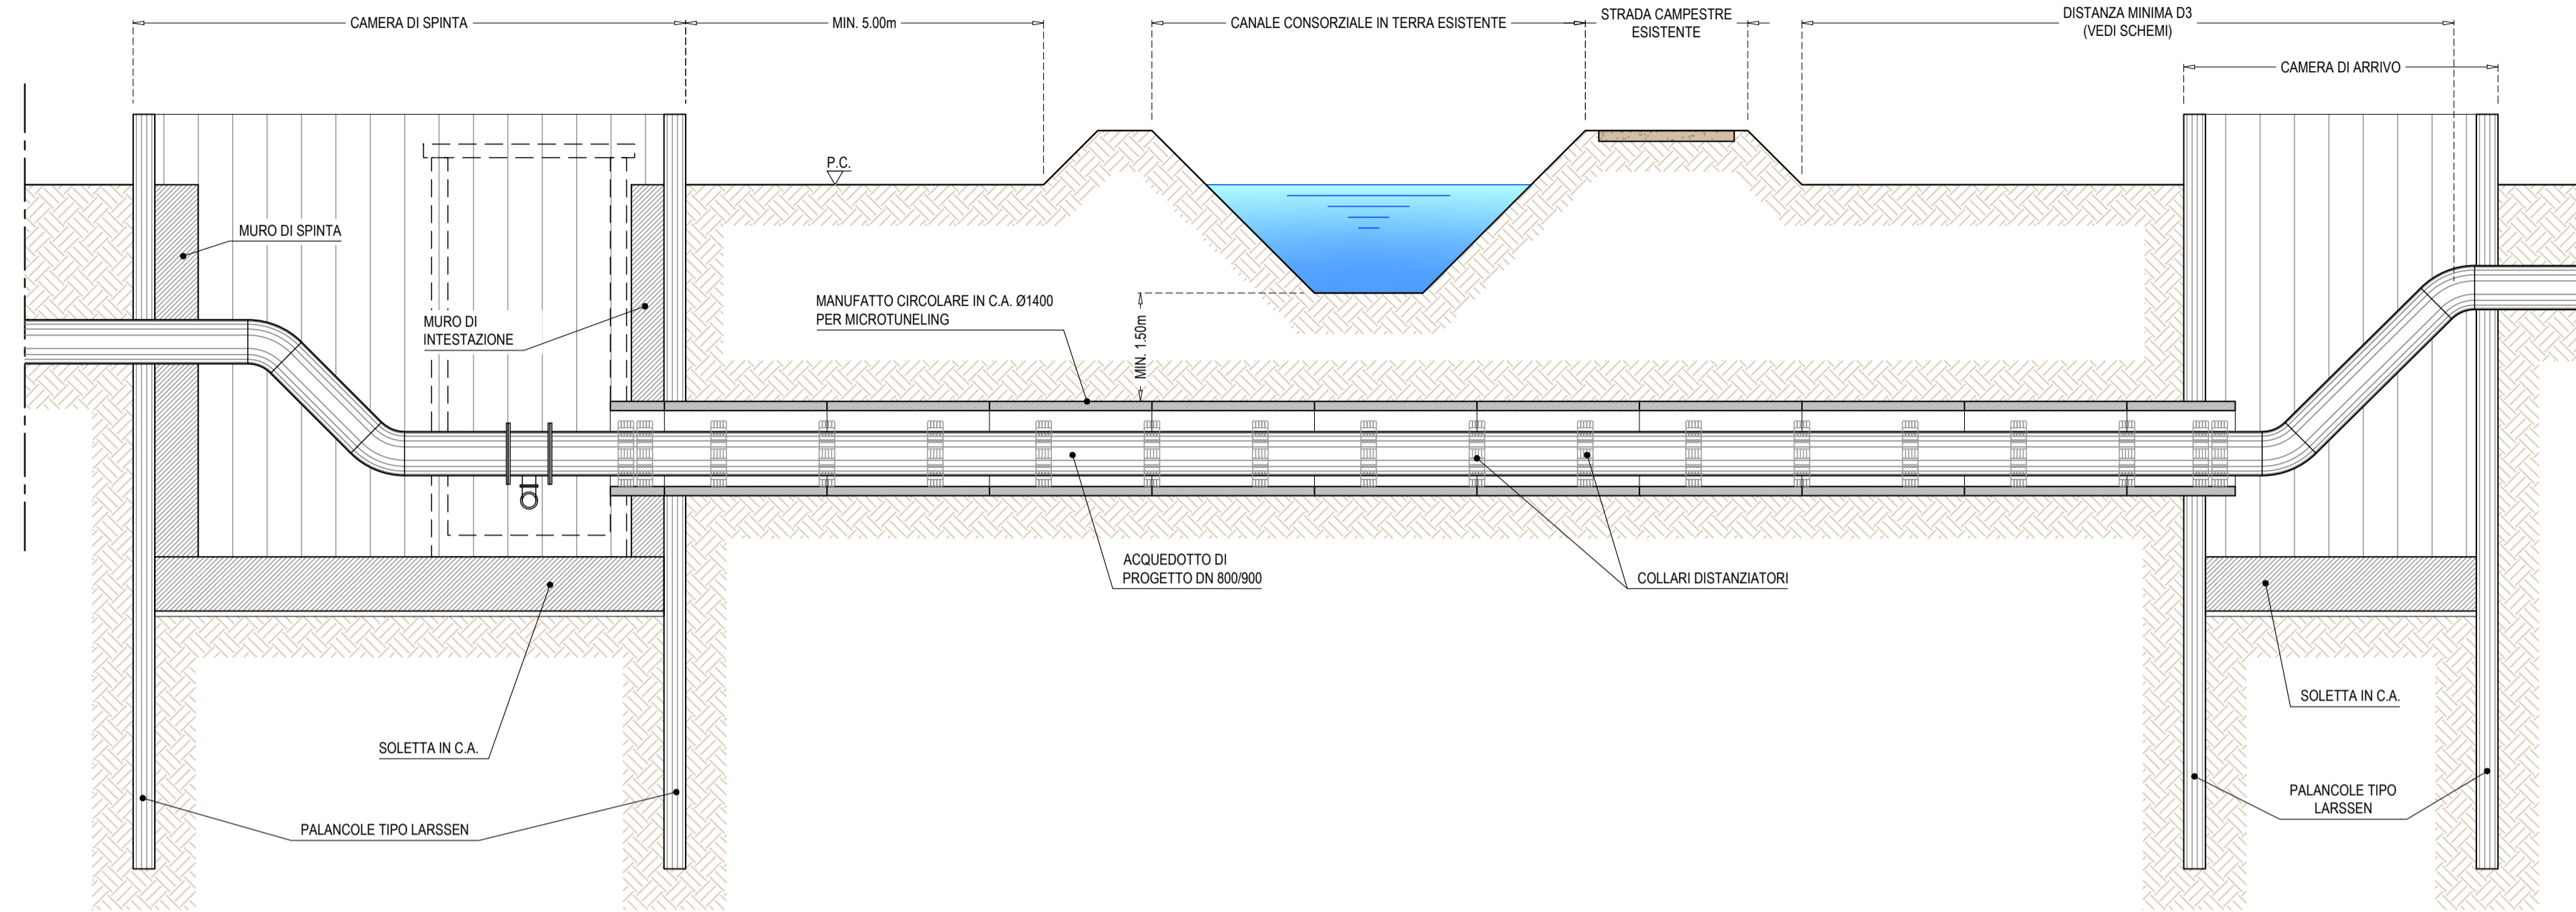 CAMERA DI SPINTA
MIN. 5.00m
CANALE CONSORZIALE IN TERRA ESISTENTE
STRADA CAMPESTRE
ESISTENTE
DISTANZA MINIMA D3
(VEDI SCHEMI)
CAMERA DI ARRIVO
P.C.
MURO DI SPINTA
MURO DI
INTESTAZIONE
MANUFATTO CIRCOLARE IN C.A. Ø1400
PER MICROTUNELING
MIN. 1.50m
ACQUEDOTTO DI
PROGETTO DN 800/900
COLLARI DISTANZIATORI
SOLETTA IN C.A.
SOLETTA IN C.A.
PALANCOLE TIPO LARSSEN
PALANCOLE TIPO
LARSSEN